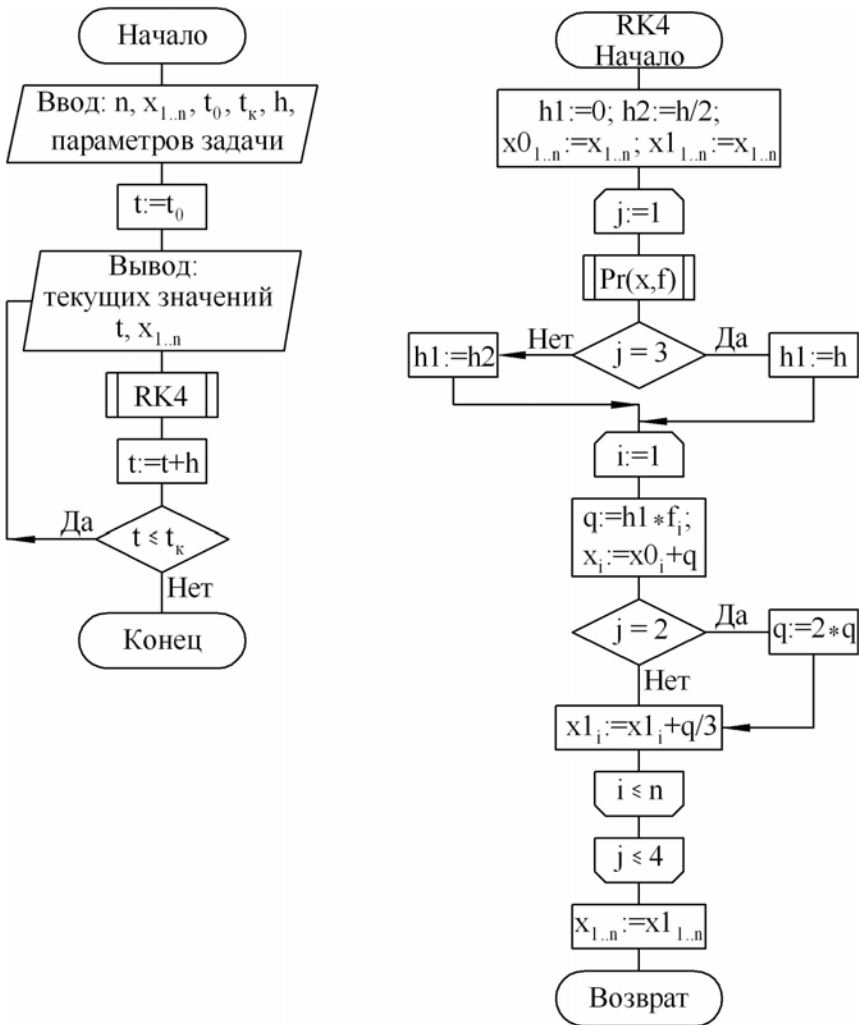 Начало
Ввод: n, x₁..ₙ, t₀, tₖ, h,
параметров задачи
t:=t₀
Вывод:
текущих значений
t, x₁..ₙ
RK4
t:=t+h
Да
t ≤ tₖ
Нет
Конец
RK4
Начало
h1:=0; h2:=h/2;
x0₁..ₙ:=x₁..ₙ; x1₁..ₙ:=x₁..ₙ
j:=1
Pr(x,f)
Нет
j = 3
Да
h1:=h2
h1:=h
i:=1
q:=h1*fᵢ;
xᵢ:=x0ᵢ+q
j = 2
Да
q:=2*q
Нет
x1ᵢ:=x1ᵢ+q/3
i ≤ n
j ≤ 4
x₁..ₙ:=x1₁..ₙ
Возврат